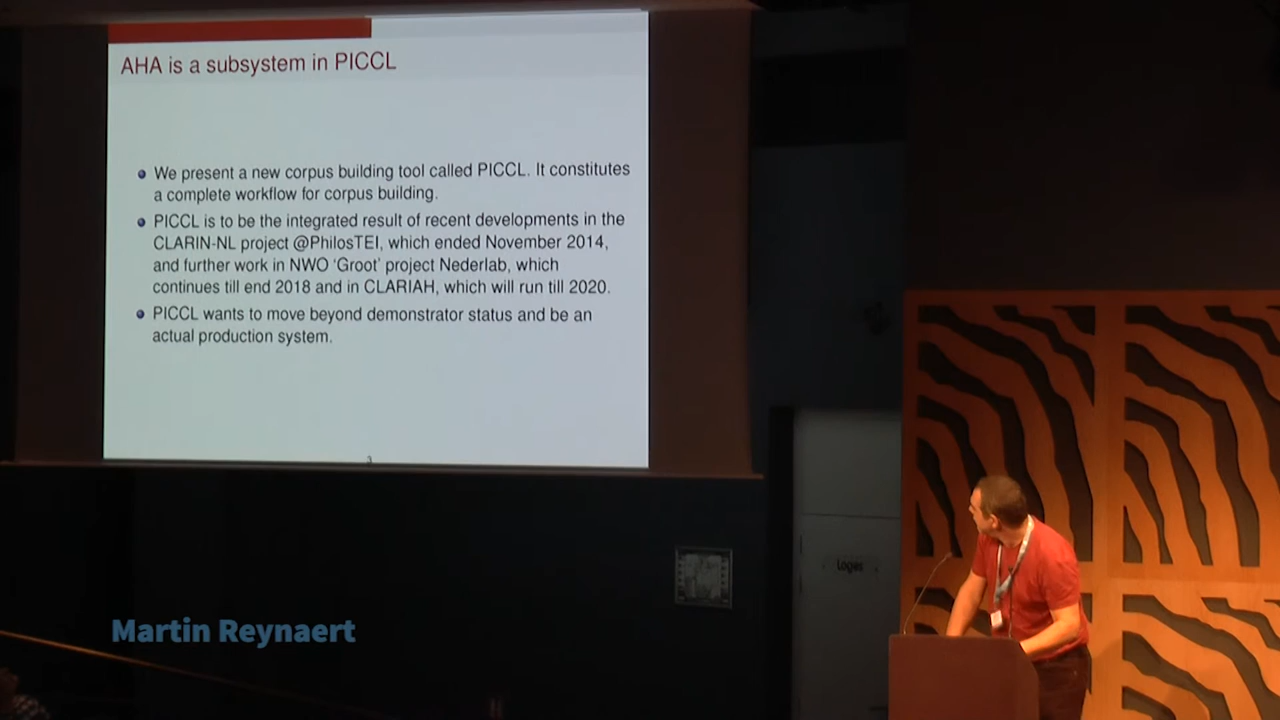 AHA is a subsystem in PICCL
We present a new corpus building tool called PICCL. It constitutes
a complete workflow for corpus building.
PICCL is to be the integrated result of recent developments in the
CLARIN-NL project @PhilosTEI, which ended November 2014,
and further work in NWO ‘Groot’ project Nederlab, which
continues till end 2018 and in CLARIAH, which will run till 2020.
PICCL wants to move beyond demonstrator status and be an
actual production system.
3
Loges
Martin Reynaert